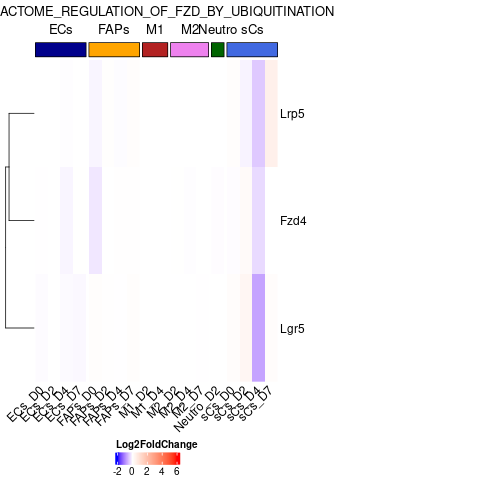 ACTOME_REGULATION_OF_FZD_BY_UBIQUITINATION
ECs FAPs M1 M2 Neutro sCs
Lrp5
Fzd4
Lgr5
ECs_D0 ECs_D2 ECs_D4 ECs_D7 FAPs_D0 FAPs_D2 FAPs_D4 FAPs_D7 M1_D2 M1_D4 M2_D2 M2_D4 M2_D7 Neutro_D2 sCs_D0 sCs_D2 sCs_D4 sCs_D7
Log2FoldChange
-2 0 2 4 6